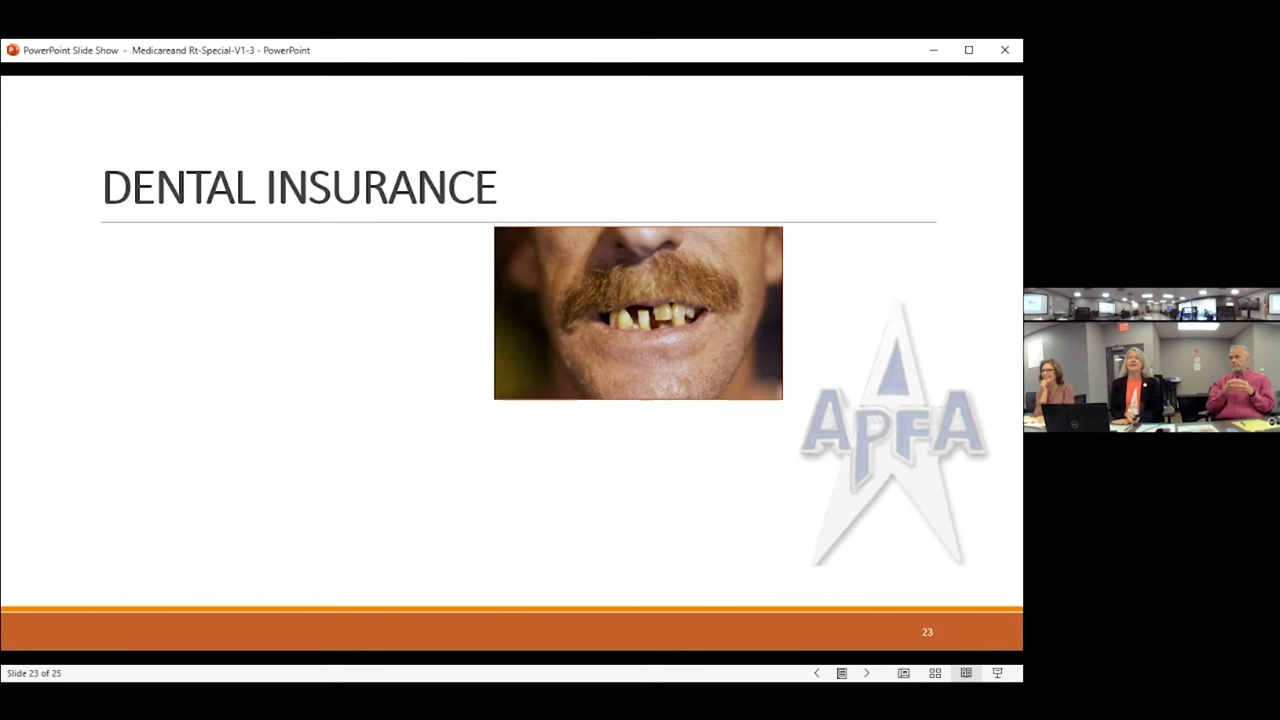 PowerPoint Slide Show - Medicareand Rt-Special-V1-3 - PowerPoint
DENTAL INSURANCE
APFA
23
Slide 23 of 25